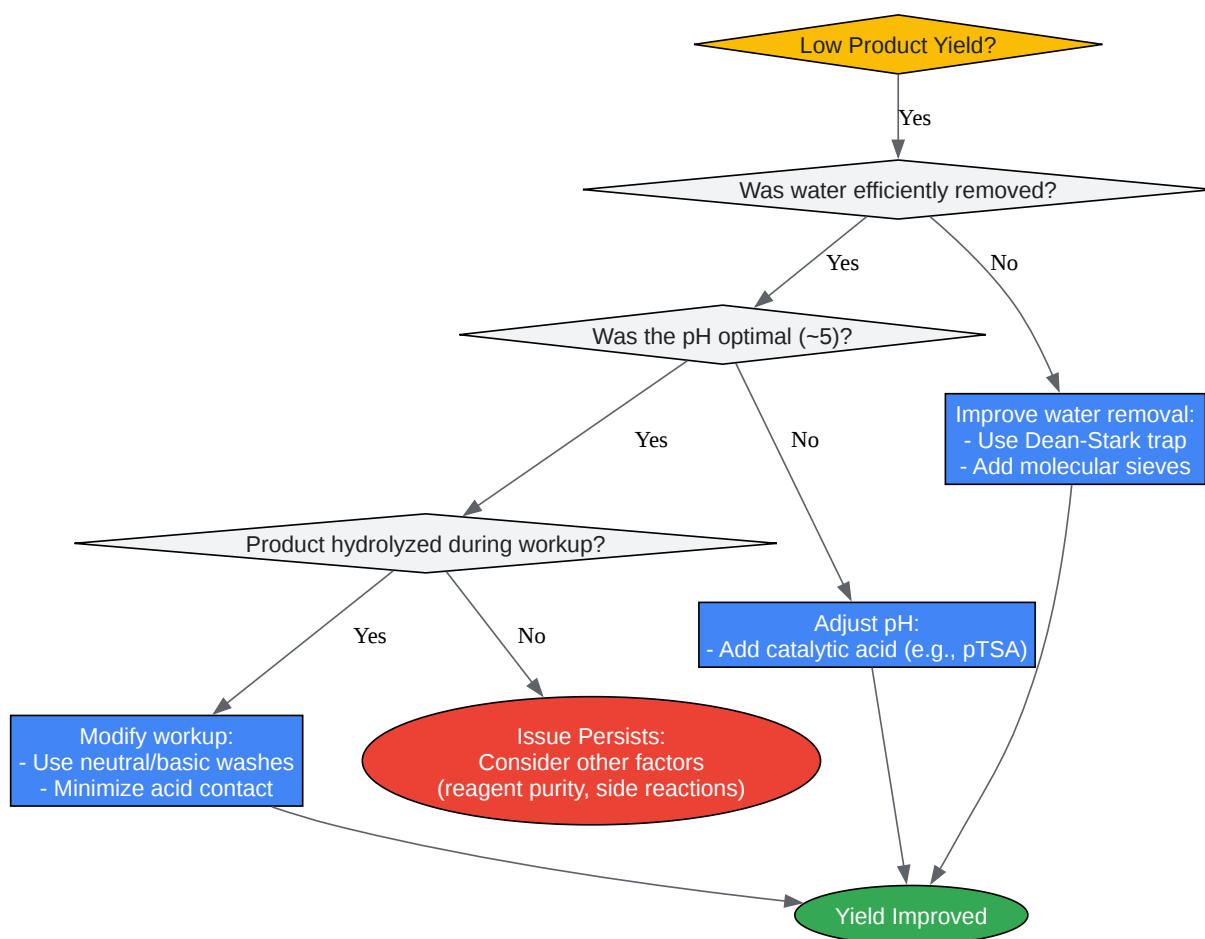 Low Product Yield?
Yes
Was water efficiently removed?
Yes
No
Was the pH optimal (~5)?
Improve water removal:
- Use Dean-Stark trap
- Add molecular sieves
Yes
No
Product hydrolyzed during workup?
Adjust pH:
- Add catalytic acid (e.g., pTSA)
Yes
No
Modify workup:
- Use neutral/basic washes
- Minimize acid contact
Issue Persists:
Consider other factors
(reagent purity, side reactions)
Yield Improved